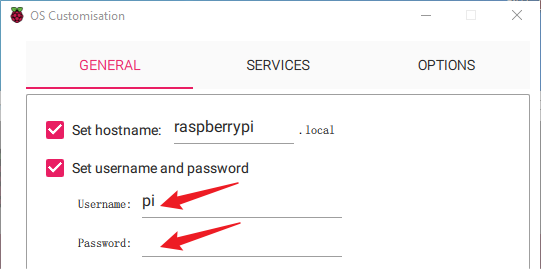 OS Customisation
GENERAL SERVICES OPTIONS
Set hostname: raspberrypi .local
Set username and password
Username: pi
Password: